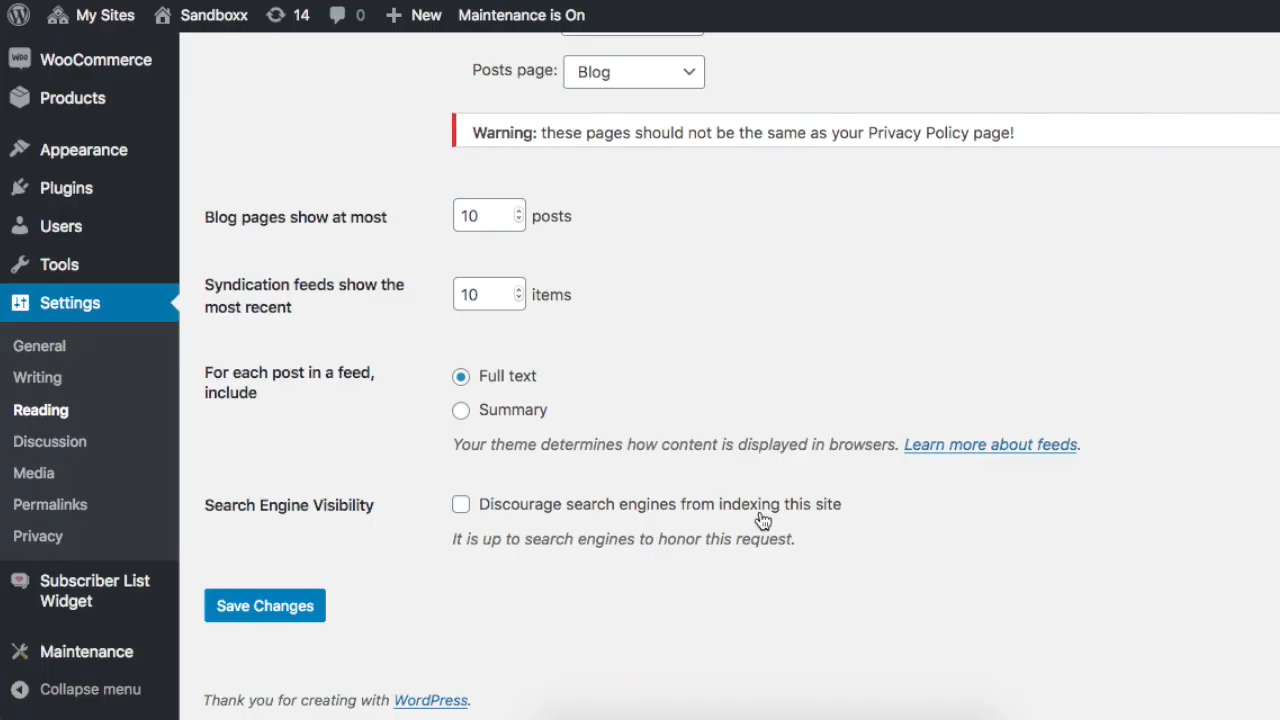 My Sites Sandboxx 14 0 New Maintenance is On
WOO WooCommerce
Products
Appearance
Plugins
Users
Tools
Settings
General
Writing
Reading
Discussion
Media
Permalinks
Privacy
Subscriber List
Widget
Maintenance
Collapse menu
Posts page: Blog
Warning: these pages should not be the same as your Privacy Policy page!
Blog pages show at most 10 posts
Syndication feeds show the
most recent
10 items
For each post in a feed,
include
Full text
Summary
Your theme determines how content is displayed in browsers. Learn more about feeds.
Search Engine Visibility Discourage search engines from indexing this site
It is up to search engines to honor this request.
Save Changes
Thank you for creating with WordPress.